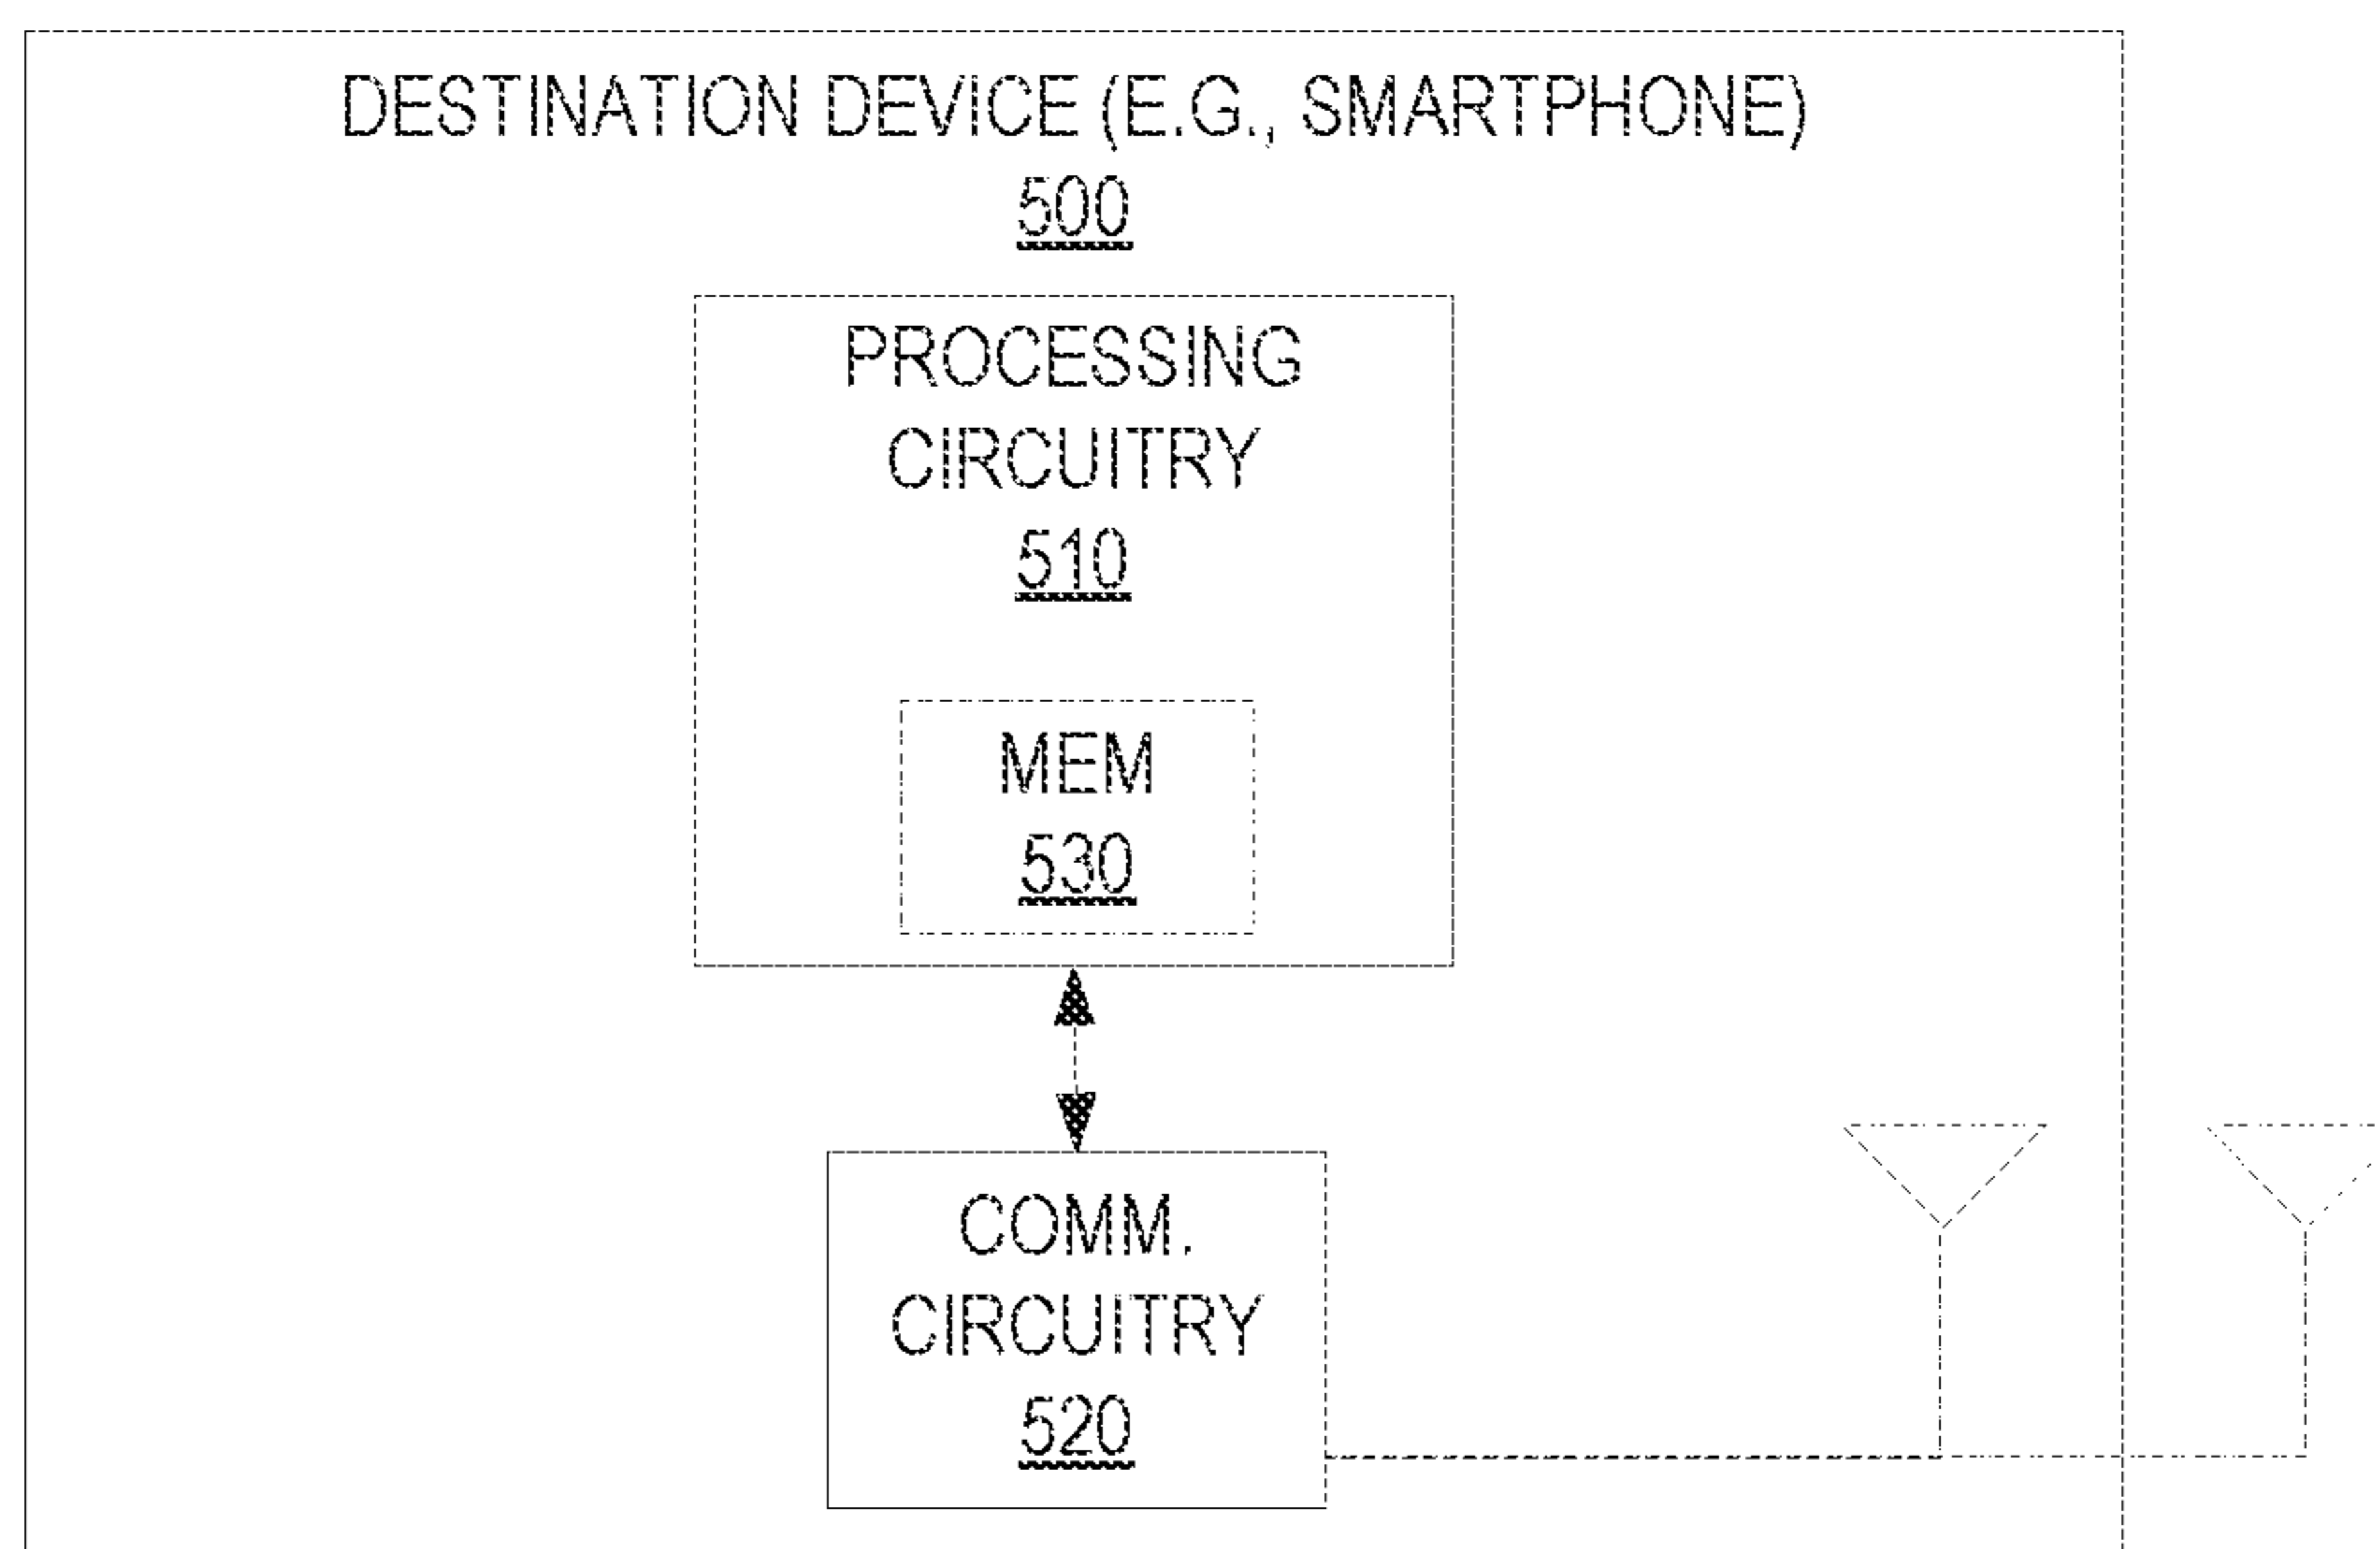 DESTINATION DEVICE (E.G., SMARTPHONE)
500
PROCESSING
CIRCUITRY
510
MEM
530
COMM.
CIRCUITRY
520